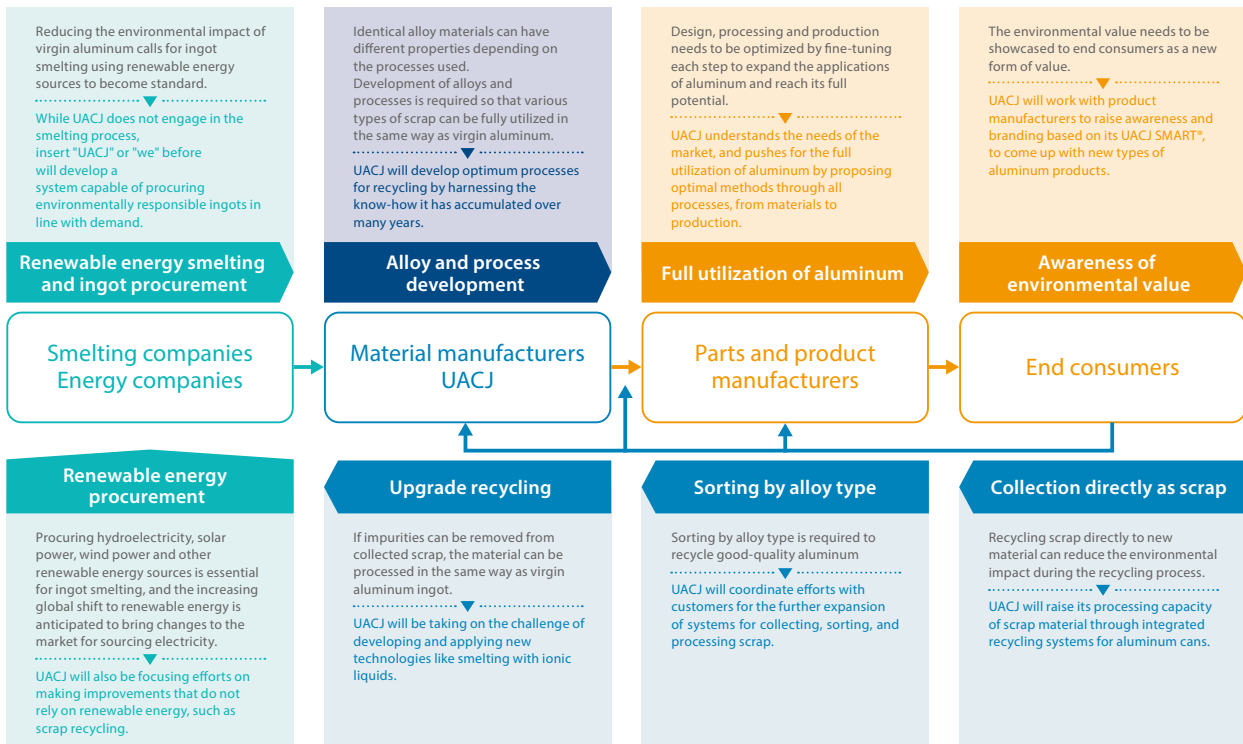 Reducing the environmental impact of
virgin aluminum calls for ingot
smelting using renewable energy
sources to become standard.
While UACJ does not engage in the
smelting process,
insert "UACJ" or "we" before
will develop a
system capable of procuring
environmentally responsible ingots in
line with demand.
Renewable energy smelting
and ingot procurement
Identical alloy materials can have
different properties depending on
the processes used.
Development of alloys and
processes is required so that various
types of scrap can be fully utilized in
the same way as virgin aluminum.
UACJ will develop optimum processes
for recycling by harnessing the
know-how it has accumulated over
many years.
Alloy and process
development
Design, processing and production
needs to be optimized by fine-tuning
each step to expand the applications
of aluminum and reach its full
potential.
UACJ understands the needs of the
market, and pushes for the full
utilization of aluminum by proposing
optimal methods through all
processes, from materials to
production.
Full utilization of aluminum
The environmental value needs to be
showcased to end consumers as a new
form of value.
UACJ will work with product
manufacturers to raise awareness and
branding based on its UACJ SMART®,
to come up with new types of
aluminum products.
Awareness of
environmental value
Smelting companies
Energy companies
Material manufacturers
UACJ
Parts and product
manufacturers
End consumers
Renewable energy
procurement
Procuring hydroelectricity, solar
power, wind power and other
renewable energy sources is essential
for ingot smelting, and the increasing
global shift to renewable energy is
anticipated to bring changes to the
market for sourcing electricity.
UACJ will also be focusing efforts on
making improvements that do not
rely on renewable energy, such as
scrap recycling.
Upgrade recycling
If impurities can be removed from
collected scrap, the material can be
processed in the same way as virgin
aluminum ingot.
UACJ will be taking on the challenge of
developing and applying new
technologies like smelting with ionic
liquids.
Sorting by alloy type
Sorting by alloy type is required to
recycle good-quality aluminum
UACJ will coordinate efforts with
customers for the further expansion
of systems for collecting, sorting, and
processing scrap.
Collection directly as scrap
Recycling scrap directly to new
material can reduce the environmental
impact during the recycling process.
UACJ will raise its processing capacity
of scrap material through integrated
recycling systems for aluminum cans.